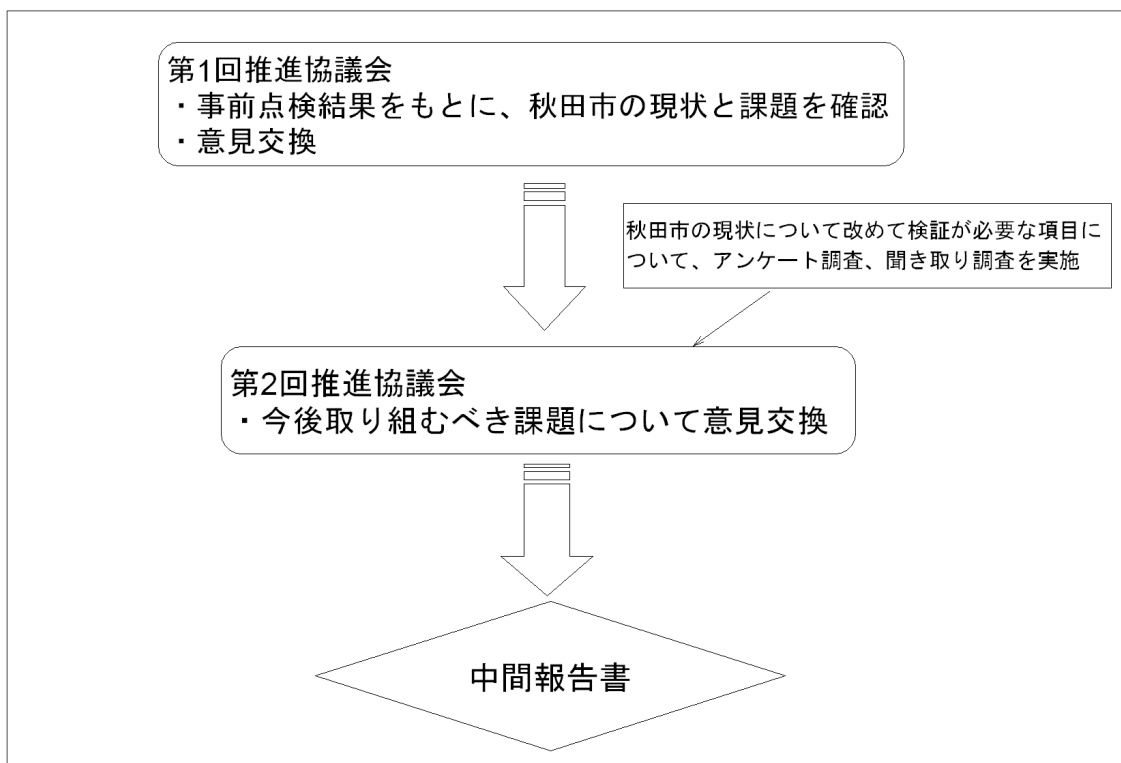 第1回推進協議会
・事前点検結果をもとに、秋田市の現状と課題を確認
・意見交換
秋田市の現状について改めて検証が必要な項目に
ついて、アンケート調査、聞き取り調査を実施
第2回推進協議会
・今後取り組むべき課題について意見交換
中間報告書